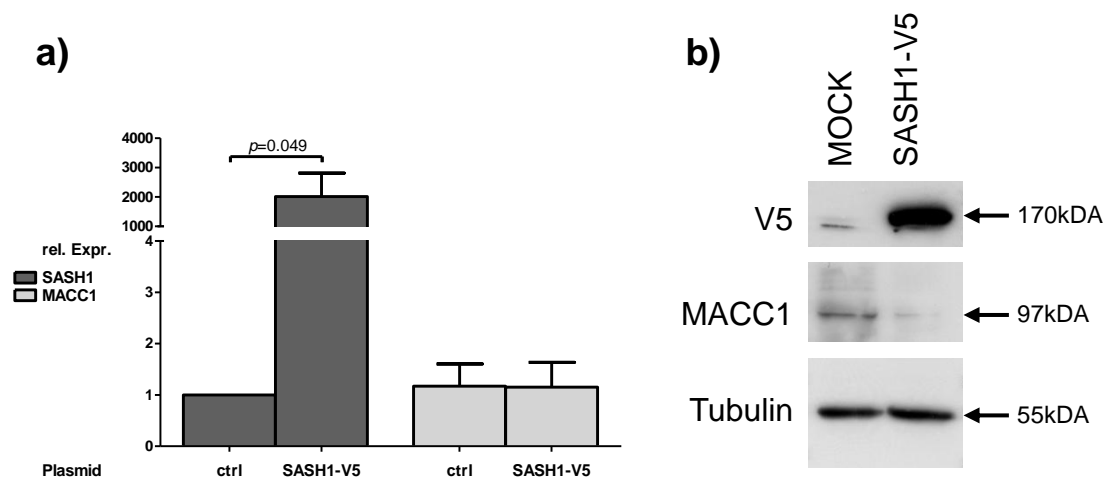 a)
4000
3000
2000
1000
4
3
2
1
0
p=0.049
rel. Expr.
SASH1
MACC1
Plasmid ctrl SASH1-V5 ctrl SASH1-V5
b)
MOCK
SASH1-V5
V5 170kDA
MACC1 97kDA
Tubulin 55kDA